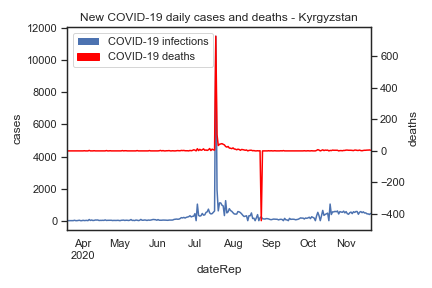 New COVID-19 daily cases and deaths - Kyrgyzstan
COVID-19 infections
COVID-19 deaths
cases
12000
10000
8000
6000
4000
2000
0
deaths
600
400
200
0
−200
−400
Apr
2020
May
Jun
Jul
Aug
Sep
Oct
Nov
dateRep